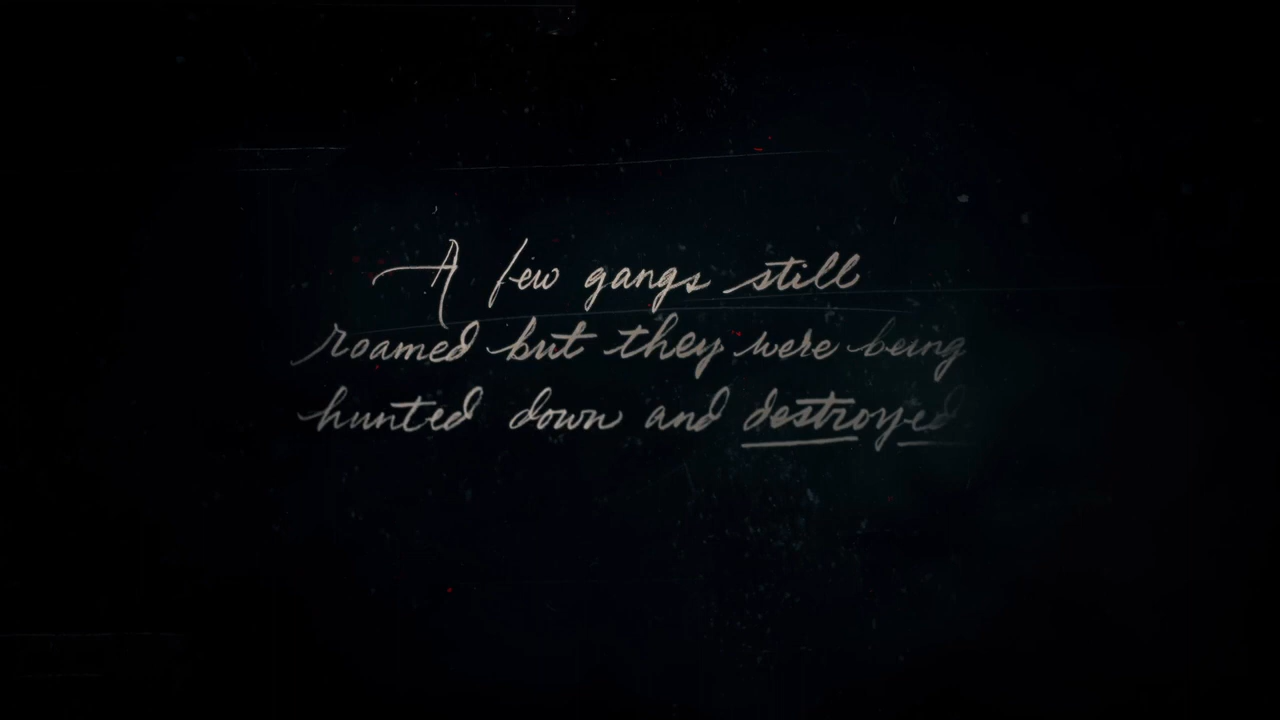 A few gangs still
roamed but they were being
hunted down and destroyed